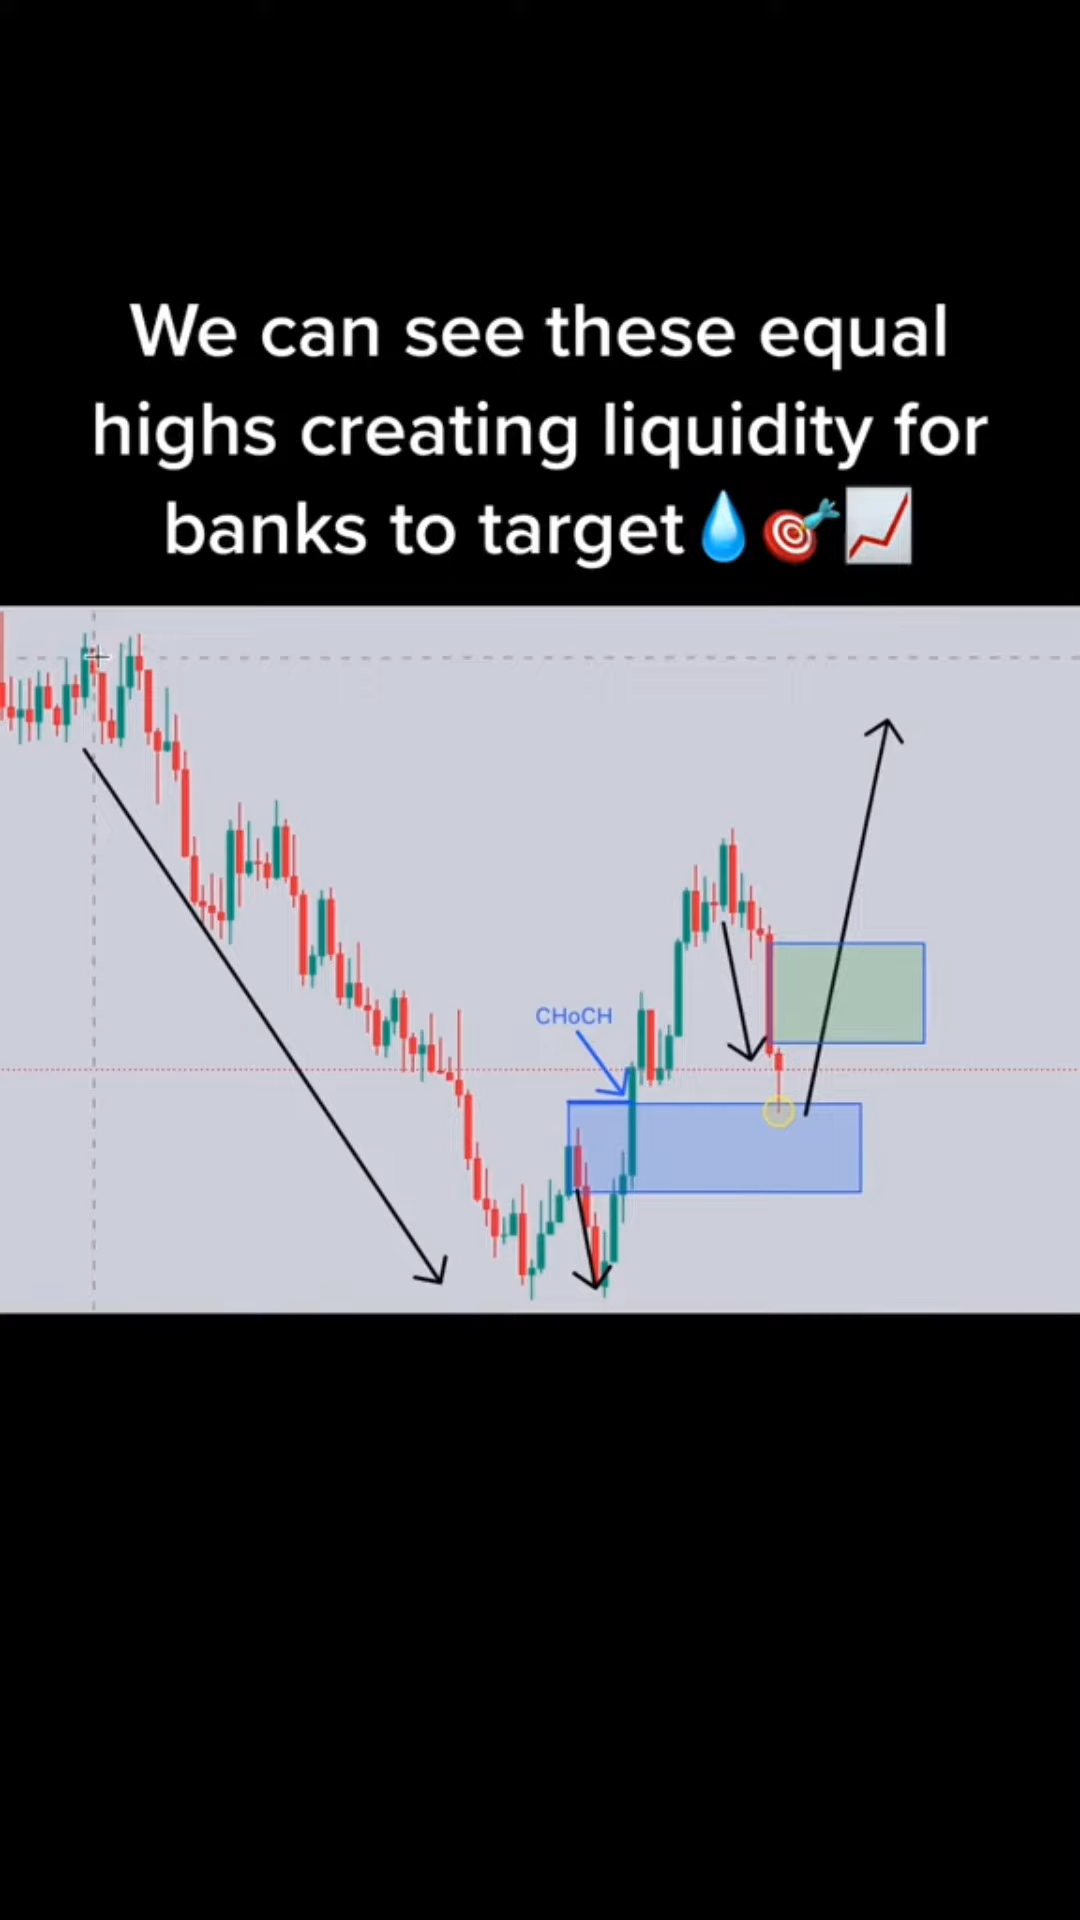 We can see these equal
highs creating liquidity for
banks to target💧🎯📈
CHoCH